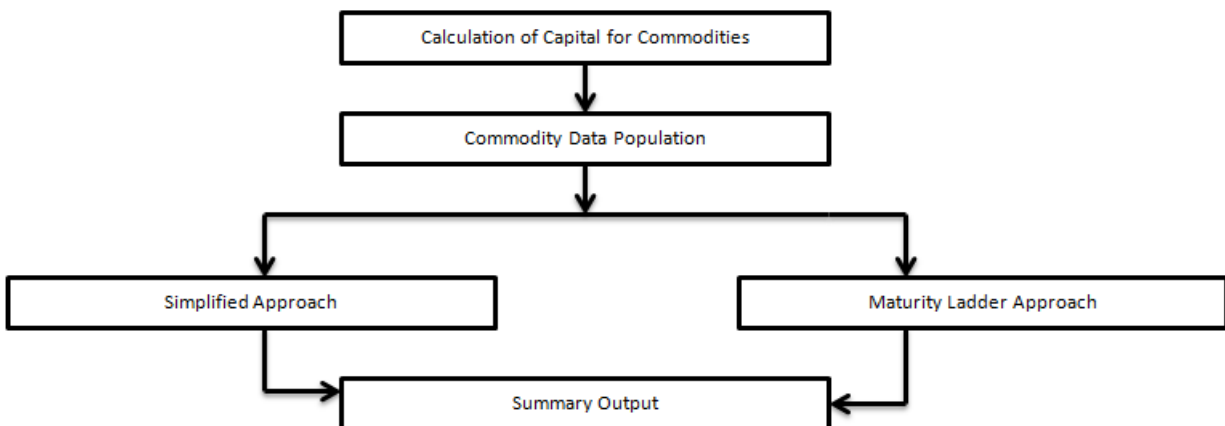 Calculation of Capital for Commodities
Commodity Data Population
Simplified Approach
Maturity Ladder Approach
Summary Output